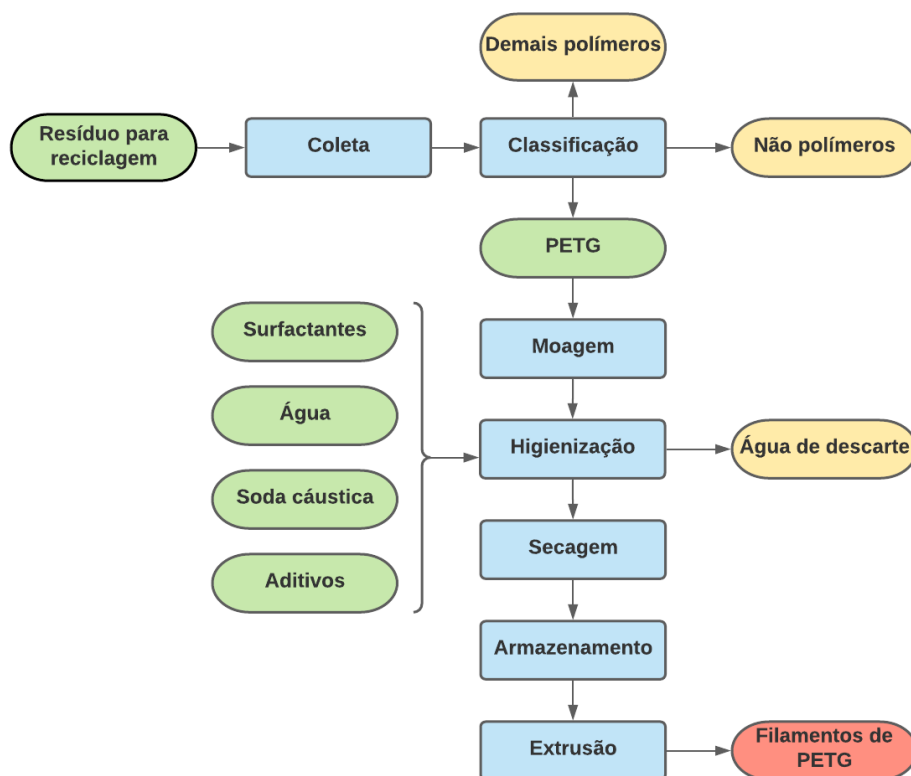 Demais polímeros
Resíduo para
reciclagem
Coleta
Classificação
Não polímeros
PETG
Surfactantes
Moagem
Água
Higienização
Água de descarte
Soda cáustica
Secagem
Aditivos
Armazenamento
Extrusão
Filamentos de
PETG